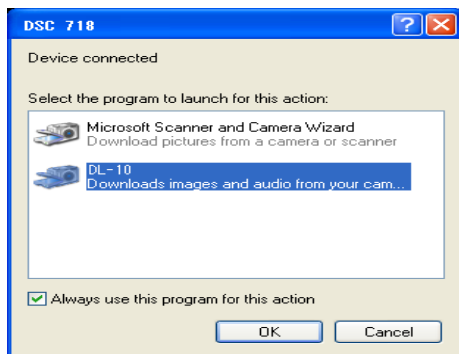 DSC 718
Device connected
Select the program to launch for this action:
Microsoft Scanner and Camera Wizard
Download pictures from a camera or scanner
DL-10
Downloads images and audio from your cam...
Always use this program for this action
OK Cancel